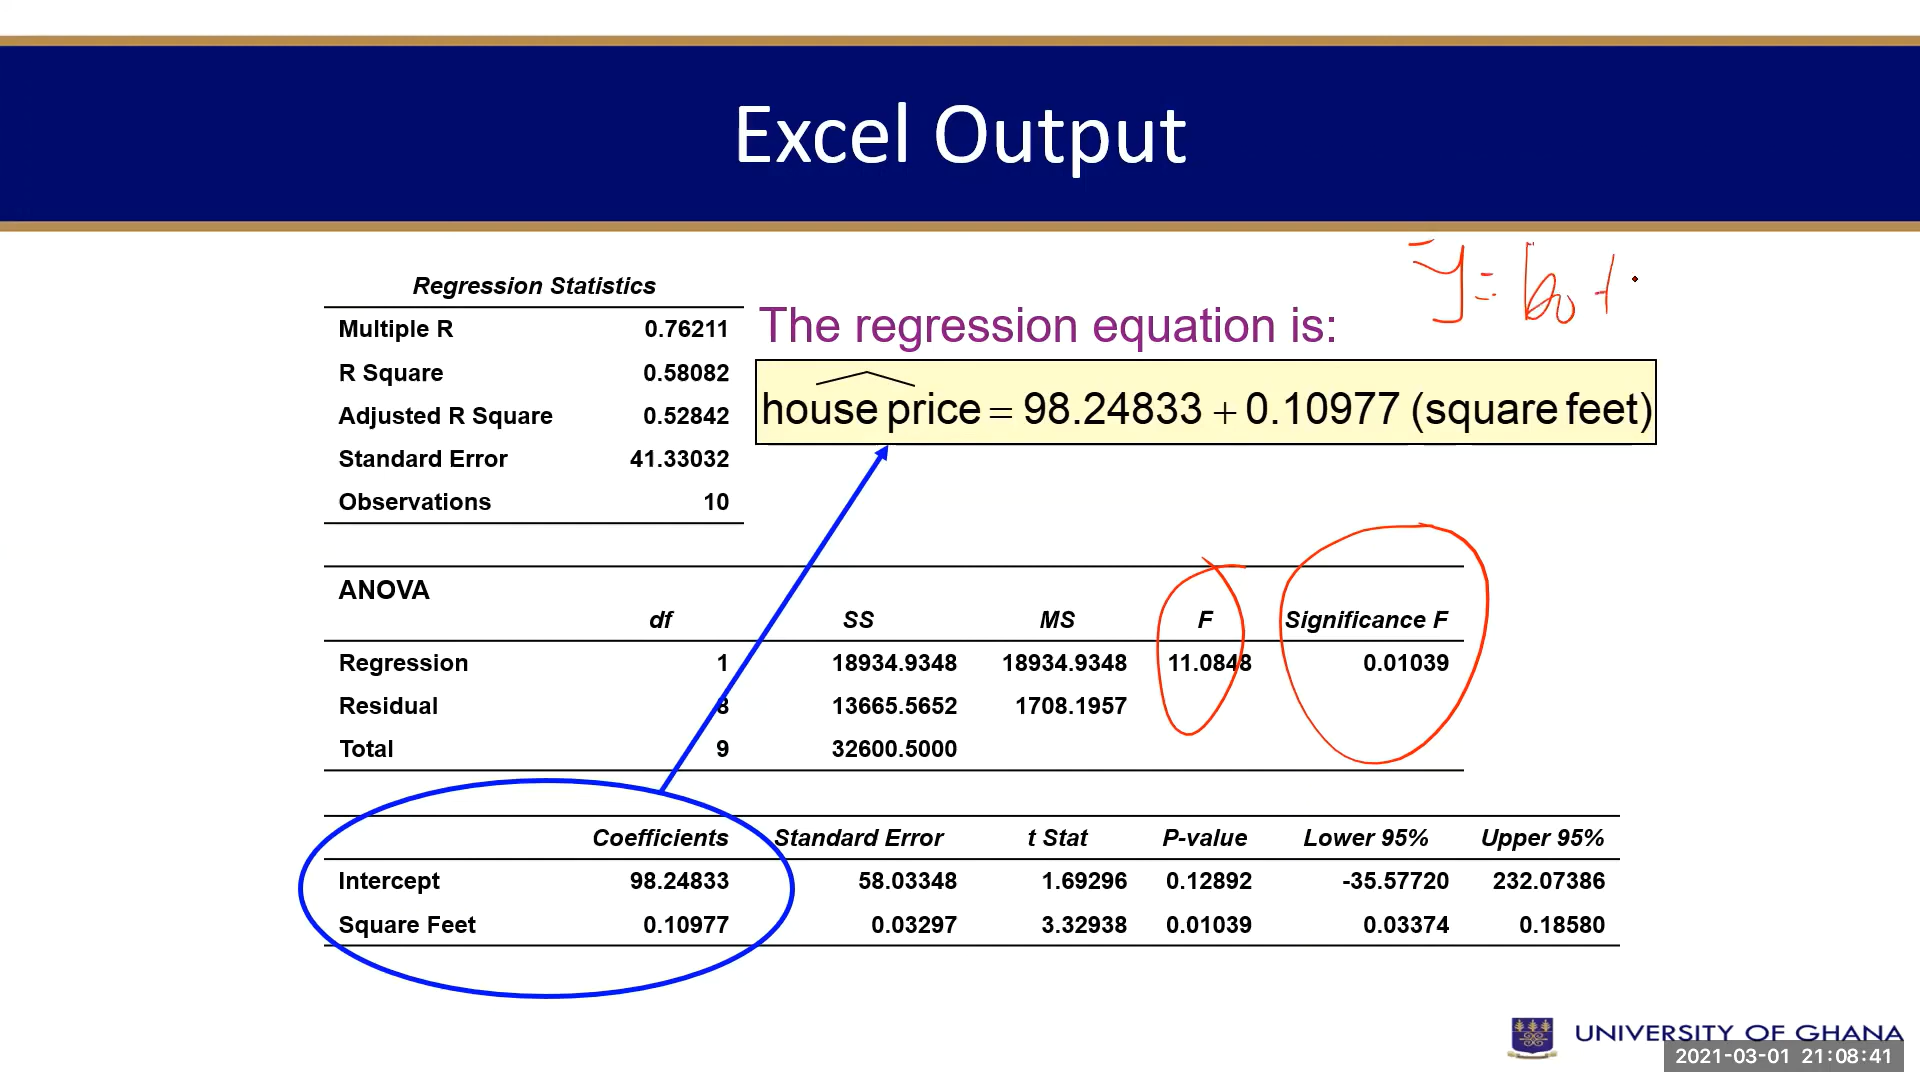 Excel Output
y = b0 +
Regression Statistics
Multiple R 0.76211
R Square 0.58082
Adjusted R Square 0.52842
Standard Error 41.33032
Observations 10
The regression equation is:
house price = 98.24833 + 0.10977 (square feet)
ANOVA
df SS MS F Significance F
Regression 1 18934.9348 18934.9348 11.0848 0.01039
Residual 8 13665.5652 1708.1957
Total 9 32600.5000
Coefficients Standard Error t Stat P-value Lower 95% Upper 95%
Intercept 98.24833 58.03348 1.69296 0.12892 -35.57720 232.07386
Square Feet 0.10977 0.03297 3.32938 0.01039 0.03374 0.18580
UNIVERSITY OF GHANA
2021-03-01 21:08:41